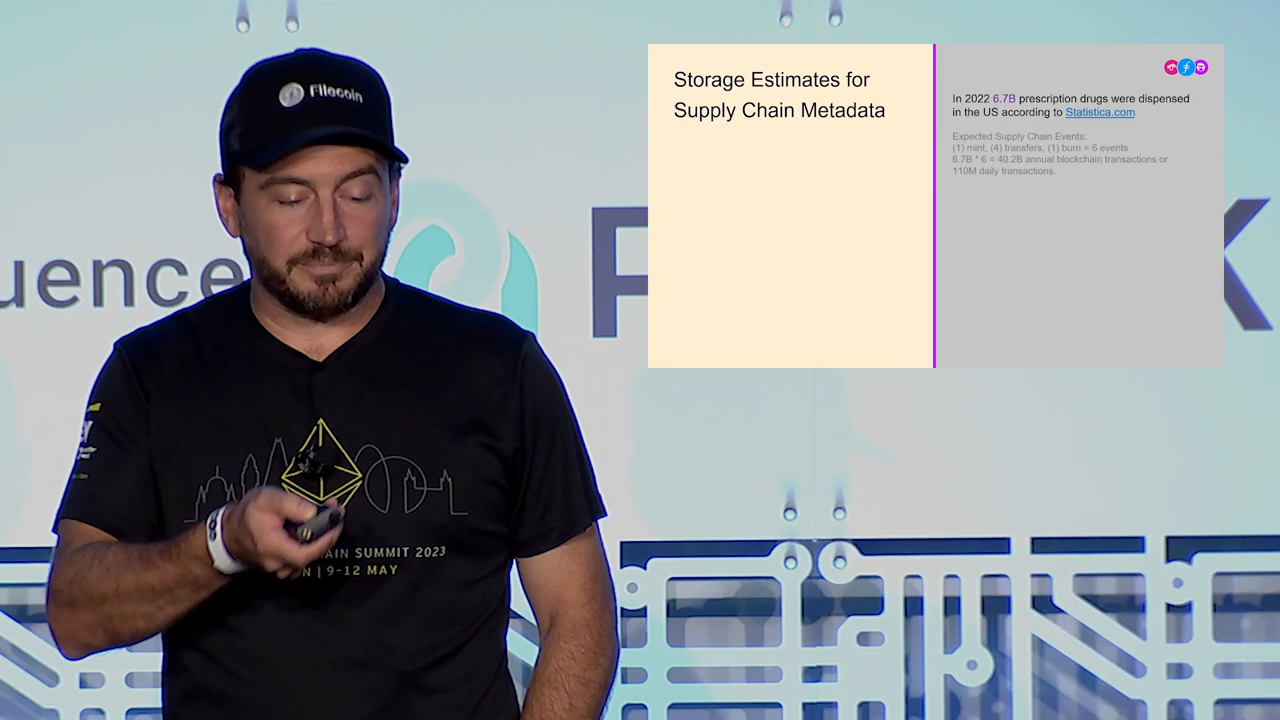 Filecoin
Storage Estimates for
Supply Chain Metadada
In 2022 6.7B prescription drugs were dispensed
in the US according to Statistica.com
Expected Supply Chain Events:
(1) mint, (4) transfers, (1) burn = 6 events
6.7B * 6 = 40.2B annual blockchain transactions or
110M daily transactions.
uence
F
K
AIN SUMMIT 2023
N | 9-12 MAY